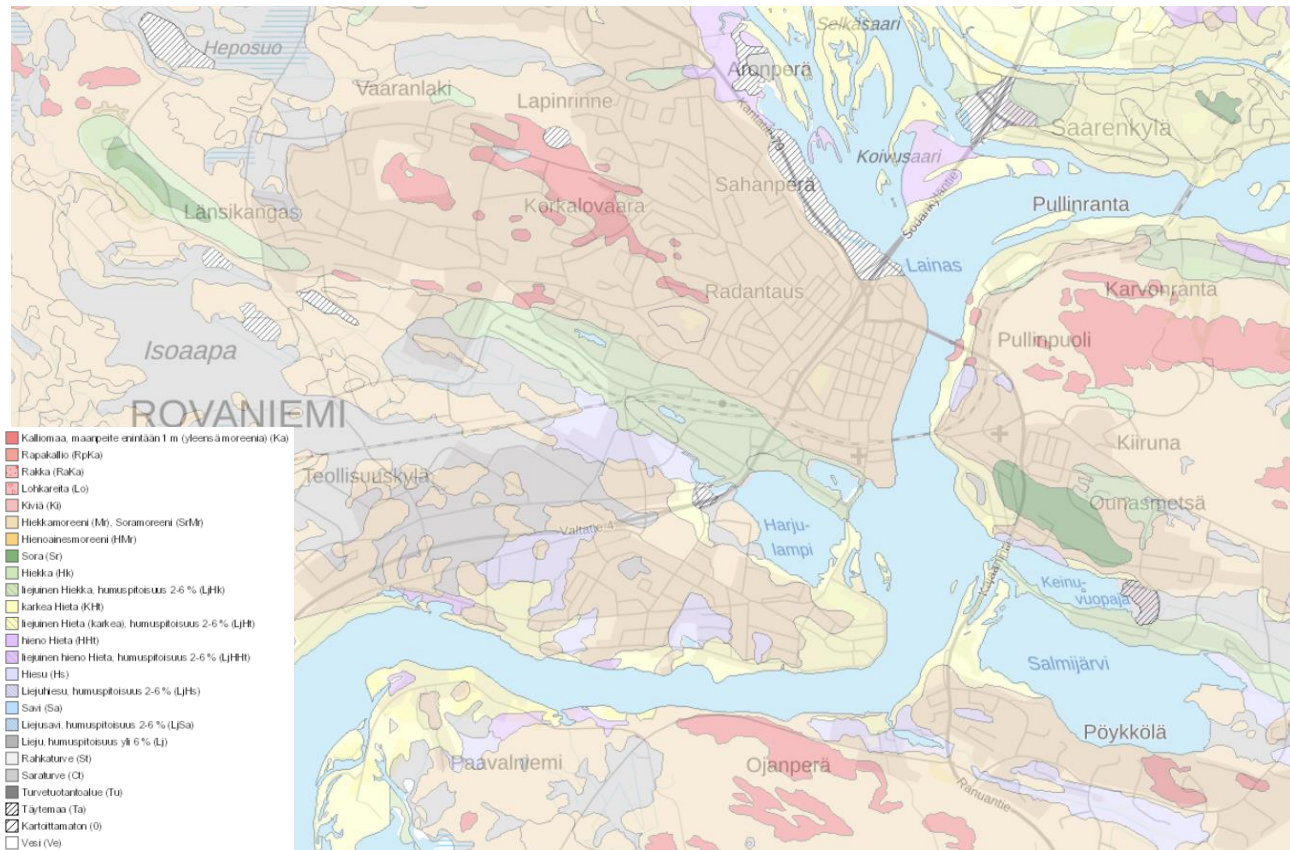 Heposuo
Selkäsaari
Aronperä
Vaaranlaki
Lapinrinne
Saarenkylä
Koivusaari
Sahanperä
Länsikangas
Korkalovaara
Sodankyläntie
Pullinranta
Lainas
Radantaus
Karvonranta
Pullinpuoli
Isoaapa
ROVANIEMI
Kiiruna
Teollisuuskylä
Ounasmetsä
Valtatie 4
Harju-
lampi
Keinu-
vuopaja
Salmijärvi
Pöykkölä
Paavalniemi
Ojanperä
Ranuantie
Kalliomaa, maanpeite enintään 1 m (yleensä moreenia) (Ka)
Rapakallio (RpKa)
Rakka (RaKa)
Lohkareita (Lo)
Kiviä (Ki)
Hiekkamoreeni (Mr), Soramoreeni (SrMr)
Hienoainesmoreeni (HMr)
Sora (Sr)
Hiekka (Hk)
liejuinen Hiekka, humuspitoisuus 2-6 % (LjHk)
karkea Hieta (KHt)
liejuinen Hieta (karkea), humuspitoisuus 2-6 % (LjHt)
hieno Hieta (HHt)
liejuinen hieno Hieta, humuspitoisuus 2-6 % (LjHHt)
Hiesu (Hs)
Liejuhiesu, humuspitoisuus 2-6 % (LjHs)
Savi (Sa)
Liejusavi, humuspitoisuus 2-6 % (LjSa)
Lieju, humuspitoisuus yli 6 % (Lj)
Rahkaturve (St)
Saraturve (Ct)
Turvetuotantoalue (Tu)
Täytemaa (Ta)
Kartoittamaton (0)
Vesi (Ve)